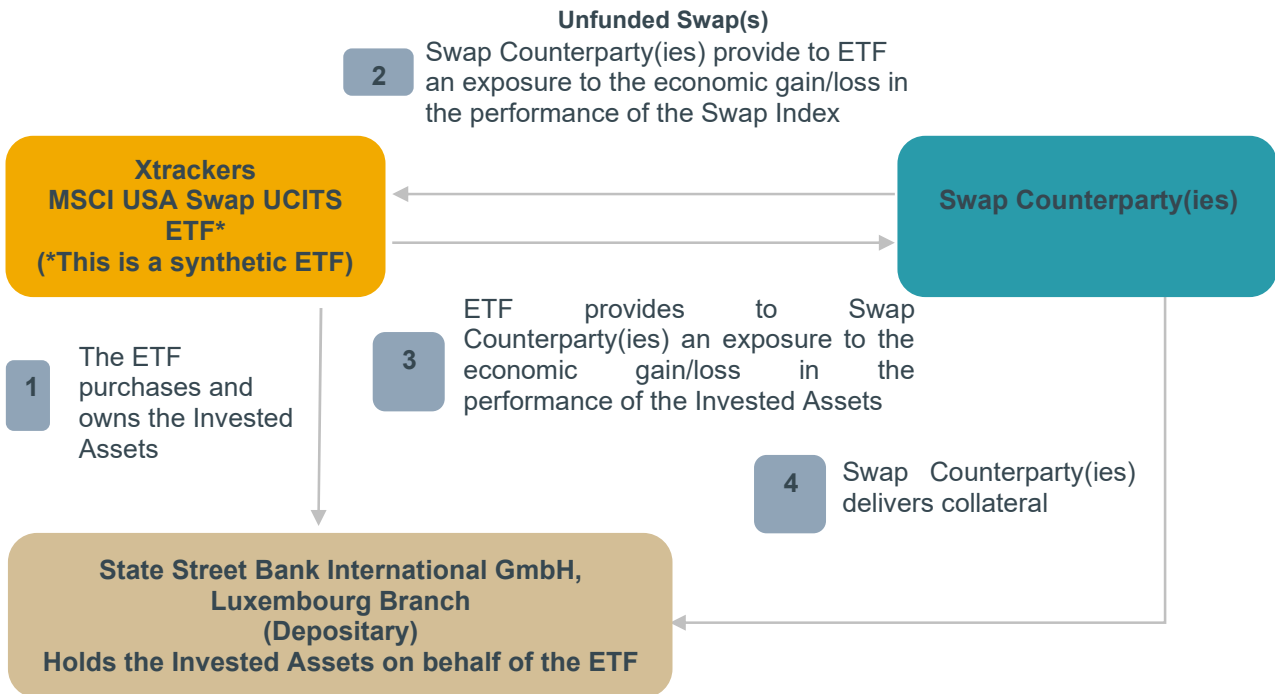 Unfunded Swap(s)
2
Swap Counterparty(ies) provide to ETF
an exposure to the economic gain/loss in
the performance of the Swap Index
Xtrackers
MSCI USA Swap UCITS
ETF*
(*This is a synthetic ETF)
Swap Counterparty(ies)
1
The ETF
purchases and
owns the Invested
Assets
3
ETF provides to Swap
Counterparty(ies) an exposure to the
economic gain/loss in the
performance of the Invested Assets
4
Swap Counterparty(ies)
delivers collateral
State Street Bank International GmbH,
Luxembourg Branch
(Depositary)
Holds the Invested Assets on behalf of the ETF